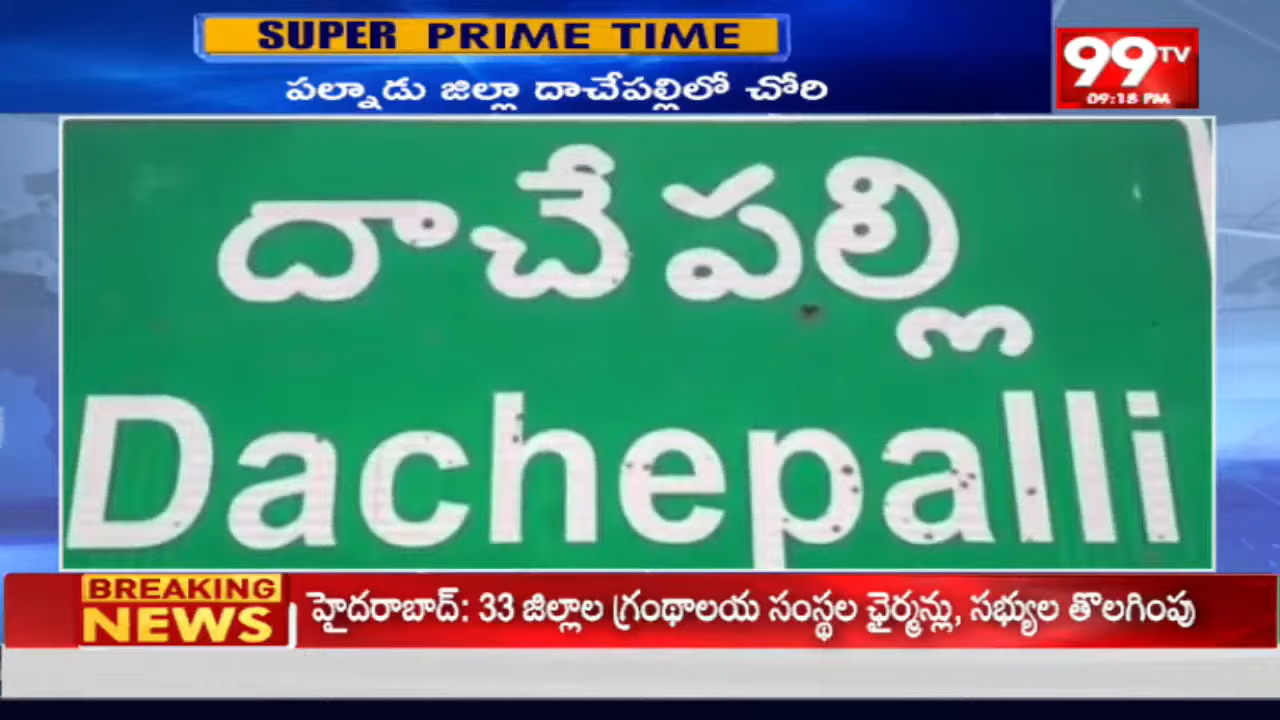 SUPER PRIME TIME
99TV
09:18 PM
పల్నాడు జిల్లా దాచేపల్లిలో చోరి
దాచేపల్లి
Dachepalli
BREAKING
NEWS
హైదరాబాద్: 33 జిల్లాల గ్రంథాలయ సంస్థల ఛైర్మన్లు, సభ్యుల తొలగింపు